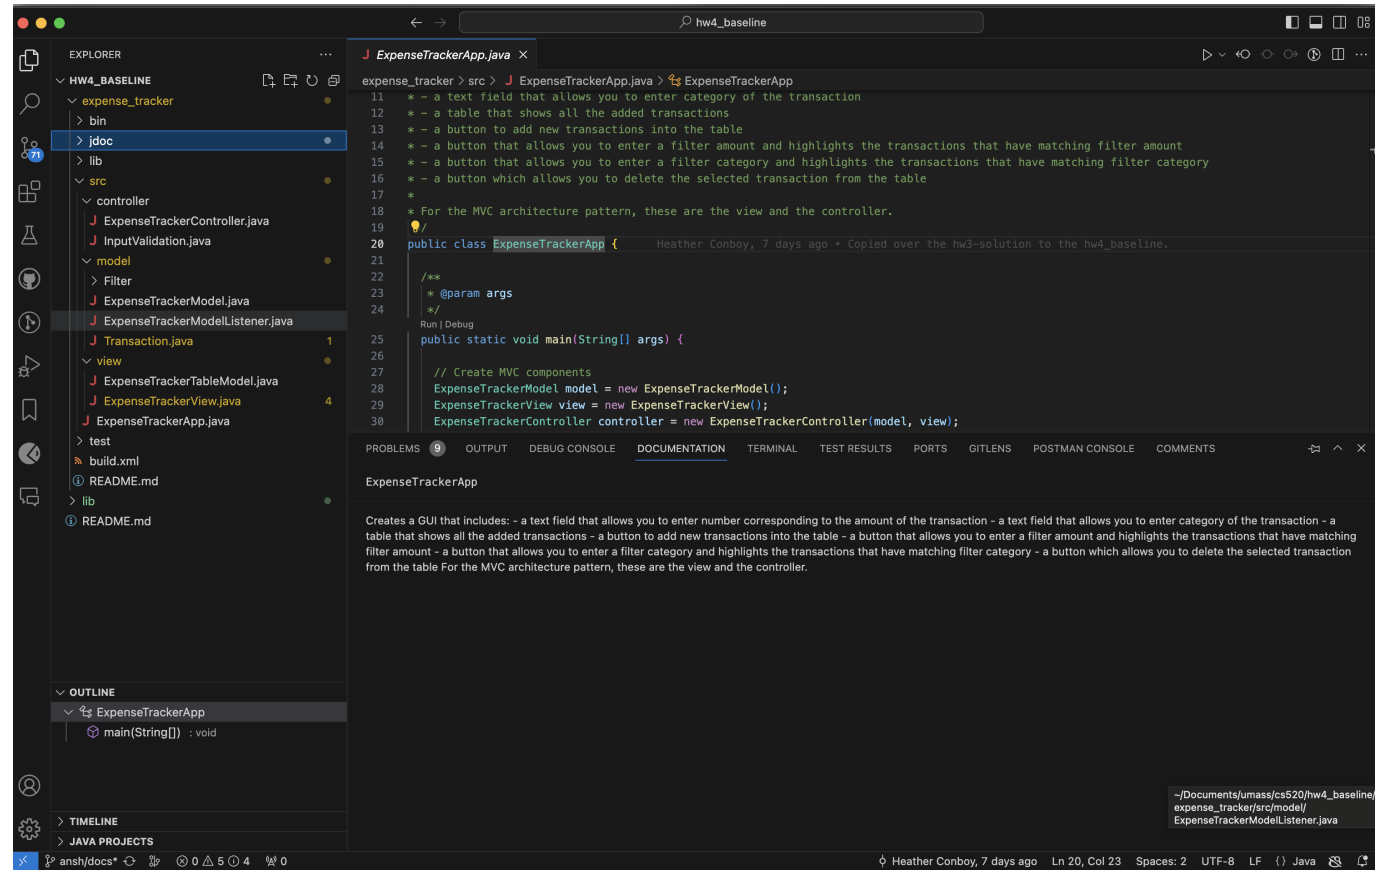 hw4_baseline
EXPLORER
HW4_BASELINE
expense_tracker
bin
jdoc
lib
src
controller
J ExpenseTrackerController.java
J InputValidation.java
model
Filter
J ExpenseTrackerModel.java
J ExpenseTrackerModelListener.java
J Transaction.java 1
view
J ExpenseTrackerTableModel.java
J ExpenseTrackerView.java 4
J ExpenseTrackerApp.java
test
build.xml
README.md
lib
README.md
71
OUTLINE
ExpenseTrackerApp
main(String[]) : void
TIMELINE
JAVA PROJECTS
J ExpenseTrackerApp.java ×
expense_tracker > src > J ExpenseTrackerApp.java > ExpenseTrackerApp
11 * - a text field that allows you to enter category of the transaction
12 * - a table that shows all the added transactions
13 * - a button to add new transactions into the table
14 * - a button that allows you to enter a filter amount and highlights the transactions that have matching filter amount
15 * - a button that allows you to enter a filter category and highlights the transactions that have matching filter category
16 * - a button which allows you to delete the selected transaction from the table
17 *
18 * For the MVC architecture pattern, these are the view and the controller.
19 */
20 public class ExpenseTrackerApp { Heather Conboy, 7 days ago • Copied over the hw3-solution to the hw4_baseline.
21
22 /**
23 * @param args
24 */
Run | Debug
25 public static void main(String[] args) {
26
27 // Create MVC components
28 ExpenseTrackerModel model = new ExpenseTrackerModel();
29 ExpenseTrackerView view = new ExpenseTrackerView();
30 ExpenseTrackerController controller = new ExpenseTrackerController(model, view);
PROBLEMS 9 OUTPUT DEBUG CONSOLE DOCUMENTATION TERMINAL TEST RESULTS PORTS GITLENS POSTMAN CONSOLE COMMENTS
ExpenseTrackerApp
Creates a GUI that includes: - a text field that allows you to enter number corresponding to the amount of the transaction - a text field that allows you to enter category of the transaction - a
table that shows all the added transactions - a button to add new transactions into the table - a button that allows you to enter a filter amount and highlights the transactions that have matching
filter amount - a button that allows you to enter a filter category and highlights the transactions that have matching filter category - a button which allows you to delete the selected transaction
from the table For the MVC architecture pattern, these are the view and the controller.
~/Documents/umass/cs520/hw4_baseline/
expense_tracker/src/model/
ExpenseTrackerModelListener.java
ansh/docs* 0 5 4 0 Heather Conboy, 7 days ago Ln 20, Col 23 Spaces: 2 UTF-8 LF {} Java